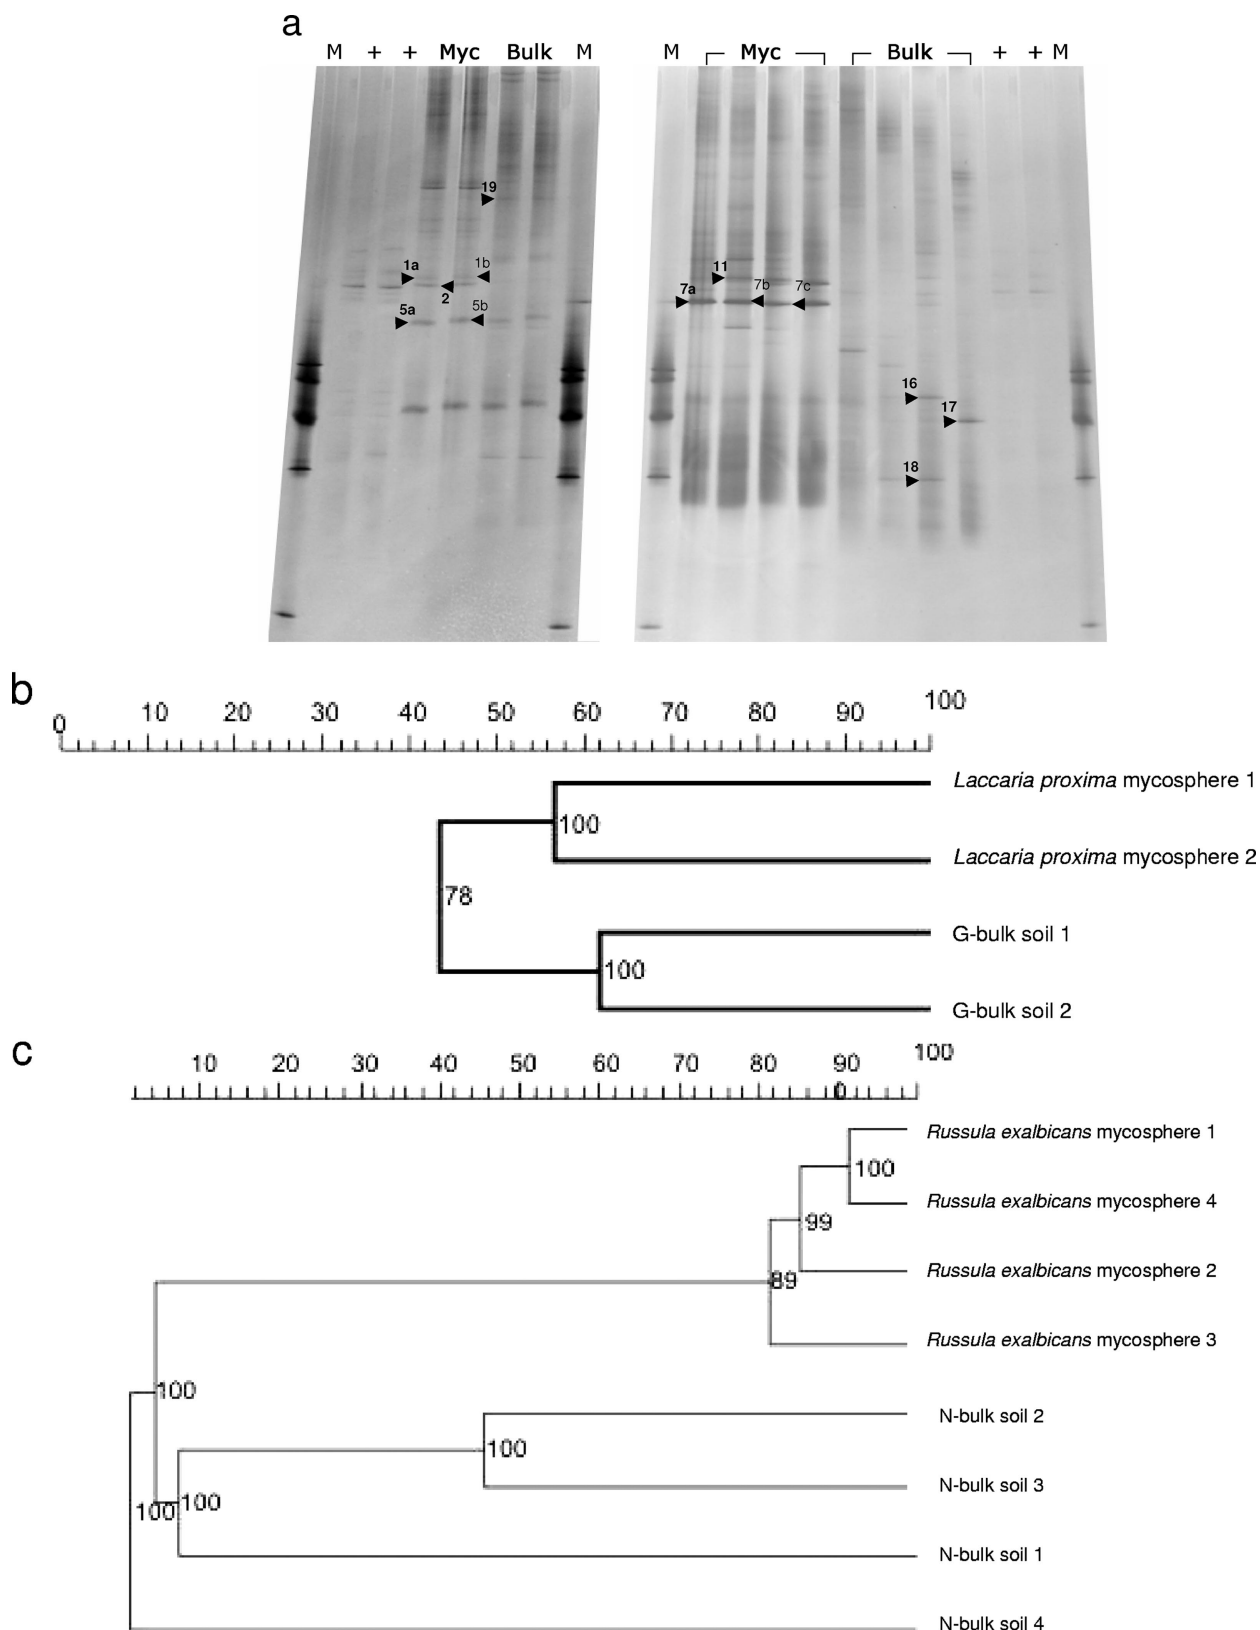 a
M + + Myc Bulk M
M Myc Bulk + + M
19
1a
1b
2
5a
5b
11
7a
7b
7c
16
17
18
b
0 10 20 30 40 50 60 70 80 90 100
Laccaria proxima mycosphere 1
100
Laccaria proxima mycosphere 2
78
G-bulk soil 1
100
G-bulk soil 2
c
10 20 30 40 50 60 70 80 90 100
0
Russula exalbicans mycosphere 1
100
Russula exalbicans mycosphere 4
99
Russula exalbicans mycosphere 2
89
Russula exalbicans mycosphere 3
100
N-bulk soil 2
100
N-bulk soil 3
100 100
N-bulk soil 1
N-bulk soil 4